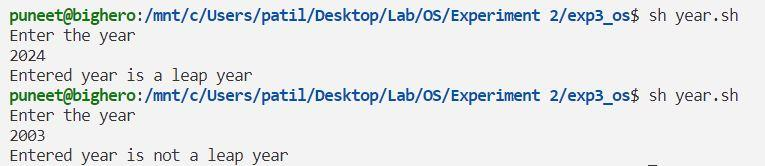 puneet@bighero:/mnt/c/Users/patil/Desktop/Lab/OS/Experiment 2/exp3_os$ sh year.sh
Enter the year
2024
Entered year is a leap year
puneet@bighero:/mnt/c/Users/patil/Desktop/Lab/OS/Experiment 2/exp3_os$ sh year.sh
Enter the year
2003
Entered year is not a leap year